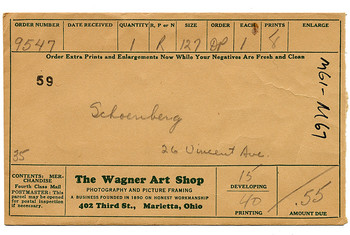 ORDER NUMBER DATE RECEIVED QUANTITY R, P or N SIZE ORDER EACH PRINTS ENLARGE
9547 1 R 127 DP 1 8
Order Extra Prints and Enlargements Now While Your Negatives Are Fresh and Clean
59
M61-M67
Schoenberg
26 Vincent Ave.
35
CONTENTS: MER-
CHANDISE
Fourth Class Mail
POSTMASTER: This
parcel may be opened
for postal inspection
if necessary.
The Wagner Art Shop
PHOTOGRAPHY AND PICTURE FRAMING
A BUSINESS FOUNDED IN 1890 ON HONEST WORKMANSHIP
402 Third St., Marietta, Ohio
15
DEVELOPING
40
PRINTING
.55
AMOUNT DUE